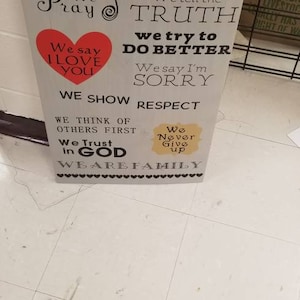 pray
TRUTH
we try to
DO BETTER
We say
I LOVE
YOU
We say I'm
SORRY
WE SHOW RESPECT
WE THINK OF
OTHERS FIRST
We Trust
in GOD
We
Never
Give
up
WE ARE FAMILY